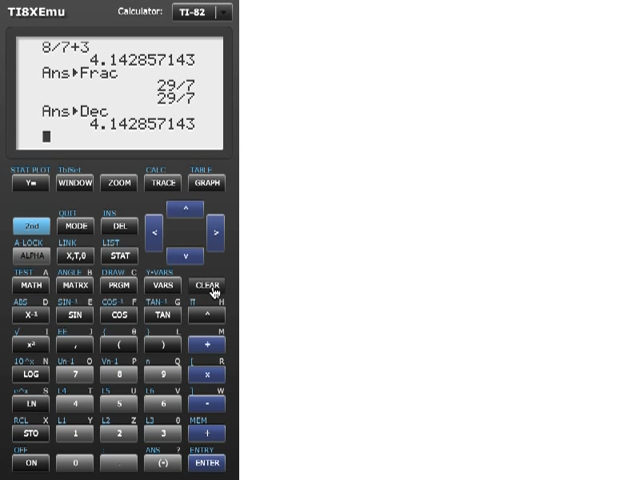 TI8XEmu Calculator: TI-82
8/7+3
4.142857143
Ans▶Frac
29/7
29/7
Ans▶Dec
4.142857143
STAT PLOT TblSet CALC TABLE
Y= WINDOW ZOOM TRACE GRAPH
QUIT INS ^
2nd MODE DEL < >
A-LOCK LINK LIST v
ALPHA X,T,θ STAT
TEST A ANGLE B DRAW C Y-VARS
MATH MATRX PRGM VARS CLEAR
ABS D SIN-1 E COS-1 F TAN-1 G π H
X-1 SIN COS TAN ^
√ I EE J { θ } L M
x² , ( )
10^x N Un-1 O Vn-1 P n Q [ R
LOG 7 8 9 x
e^x S L4 T L5 U L6 V ] W
LN 4 5 6 -
RCL X L1 Y L2 Z L3 θ MEM
STO 1 2 3 +
OFF ANS ? ENTRY
ON 0 . (-) ENTER